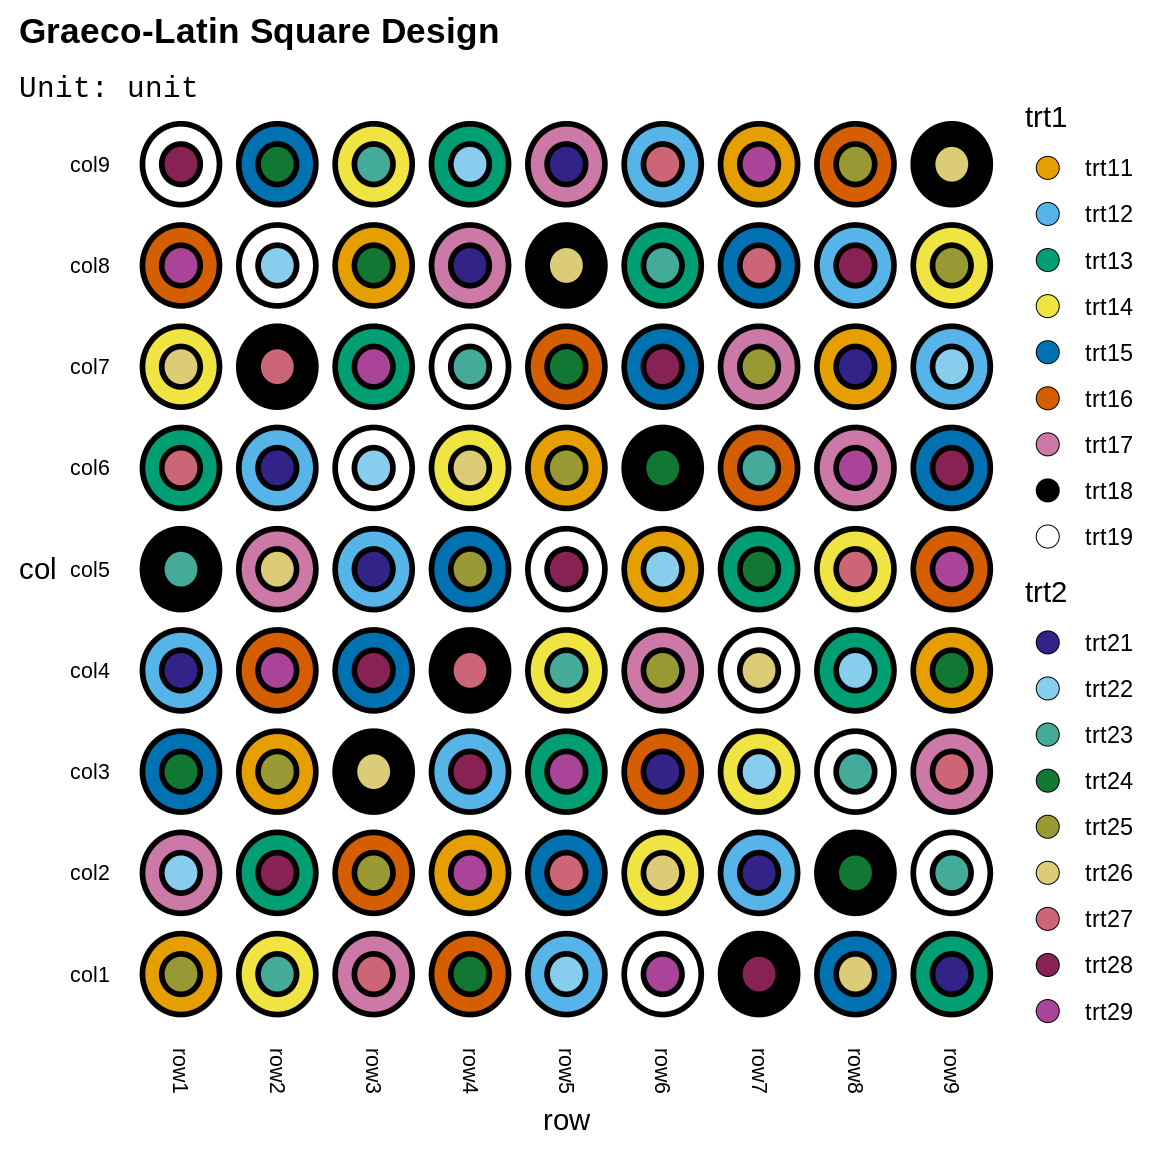 Graeco-Latin Square Design
Unit: unit
col
col9
col8
col7
col6
col5
col4
col3
col2
col1
row1
row2
row3
row4
row5
row6
row7
row8
row9
row
trt1
trt11
trt12
trt13
trt14
trt15
trt16
trt17
trt18
trt19
trt2
trt21
trt22
trt23
trt24
trt25
trt26
trt27
trt28
trt29